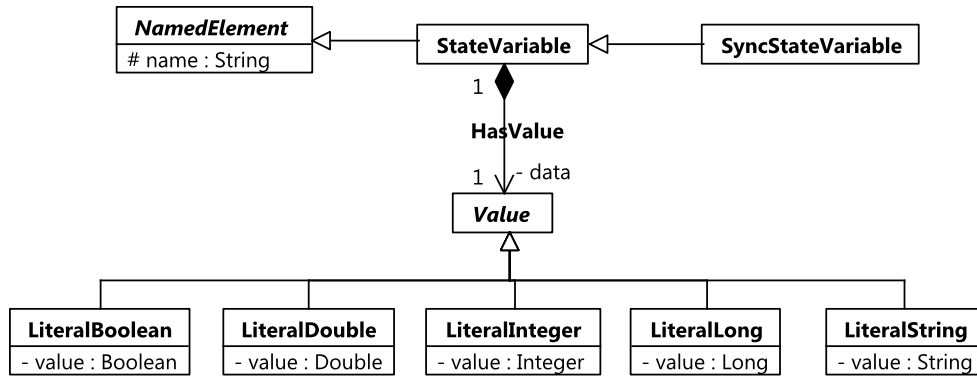 NamedElement
# name : String
StateVariable
SyncStateVariable
1
HasValue
1
- data
Value
LiteralBoolean
- value : Boolean
LiteralDouble
- value : Double
LiteralInteger
- value : Integer
LiteralLong
- value : Long
LiteralString
- value : String